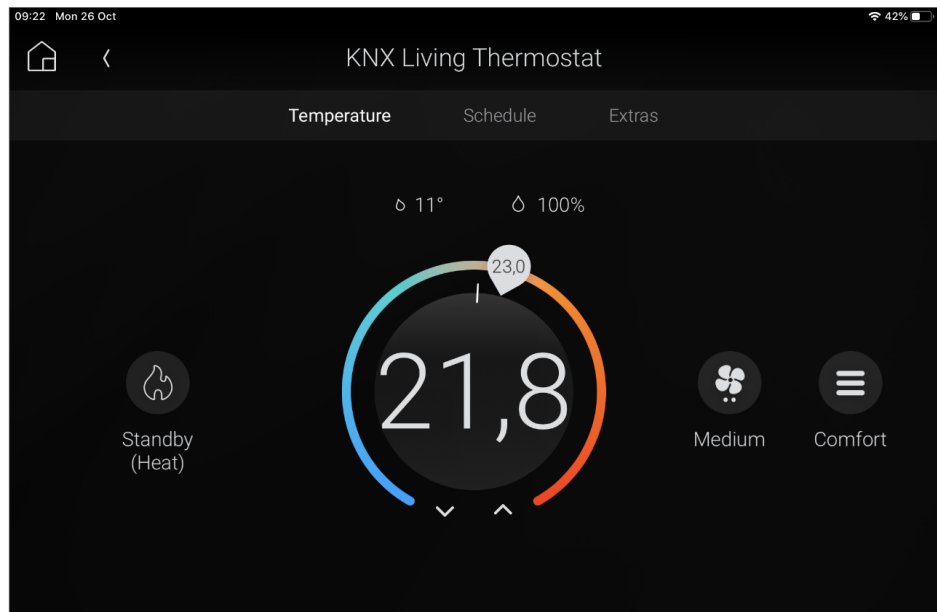 09:22 Mon 26 Oct 42%
KNX Living Thermostat
Temperature Schedule Extras
11° 100%
23,0
21,8
Standby
(Heat)
Medium
Comfort